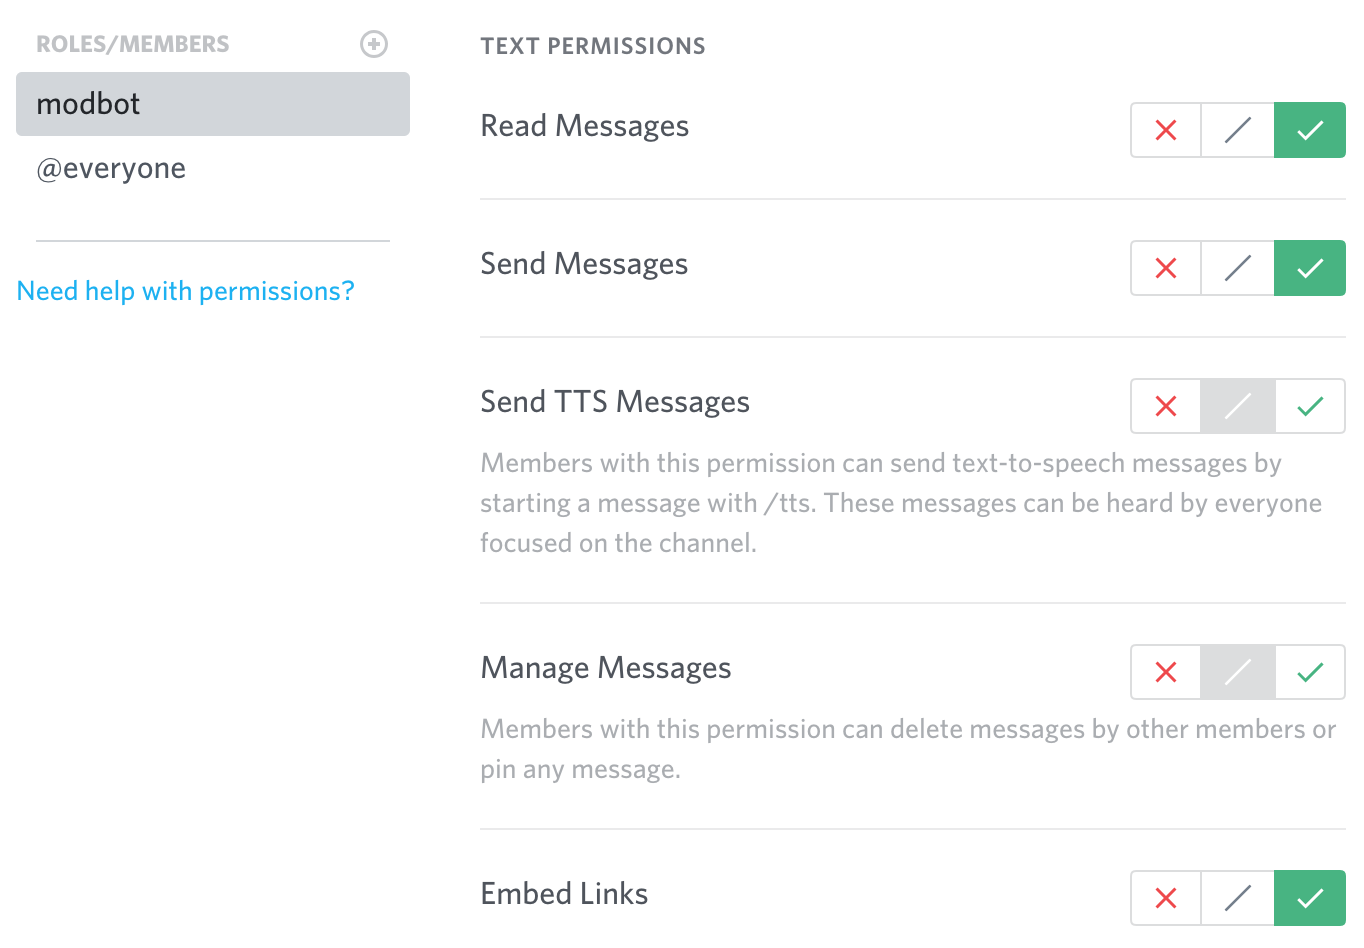 ROLES/MEMBERS
modbot
@everyone
Need help with permissions?
TEXT PERMISSIONS
Read Messages
Send Messages
Send TTS Messages
Members with this permission can send text-to-speech messages by
starting a message with /tts. These messages can be heard by everyone
focused on the channel.
Manage Messages
Members with this permission can delete messages by other members or
pin any message.
Embed Links